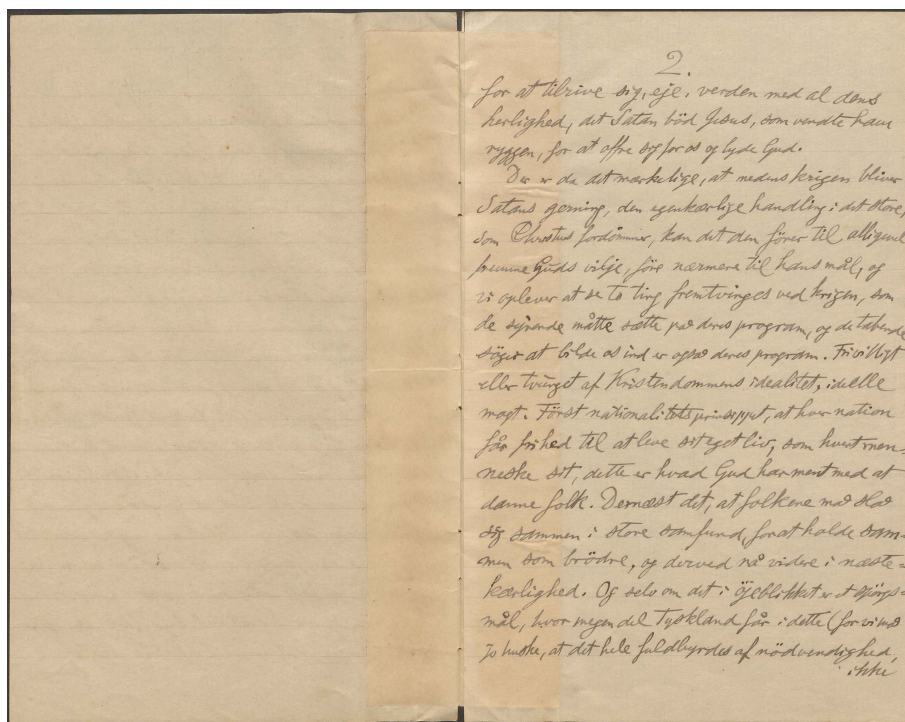 2.
for at tilrive sig, eje, verden med al dens
herlighed, det Satan bød Jesus, som vendte ham
ryggen, for at offre sig for os og lyde Gud.
Der er da det mærkelige, at medens krigen bliver
Satans gerning, den egenkærlige handling i det store,
som Christus fordömmer, kan det den fører til alligevel
fremme Guds vilje, före nærmere til hans mål, og
vi oplever at se to ting fremtvinges ved krigen, som
de sejrende måtte sætte paa deres program, og de tabende
søger at bilde os ind er ogsaa deres program. Frivilligt
eller tvunget af Kristendommens idealitet, idielle
magt. Först nationalitetsprincippet, at hver nation
får frihed til at leve sit eget liv, som hvert men-
neske sit, dette er hvad Gud har ment med at
danne folk. Dernæst det, at folkene maa slaa
sig sammen i store samfund, for at holde sam-
men som brödre, og derved nå videre i næste=
kærlighed. Og selv om det i öjeblikket er et spörgs=
mål, hvor megen del Tyskland får i dette (for vi maa
jo huske, at det hele fuldbyrdes af nödvendighed,
ikke